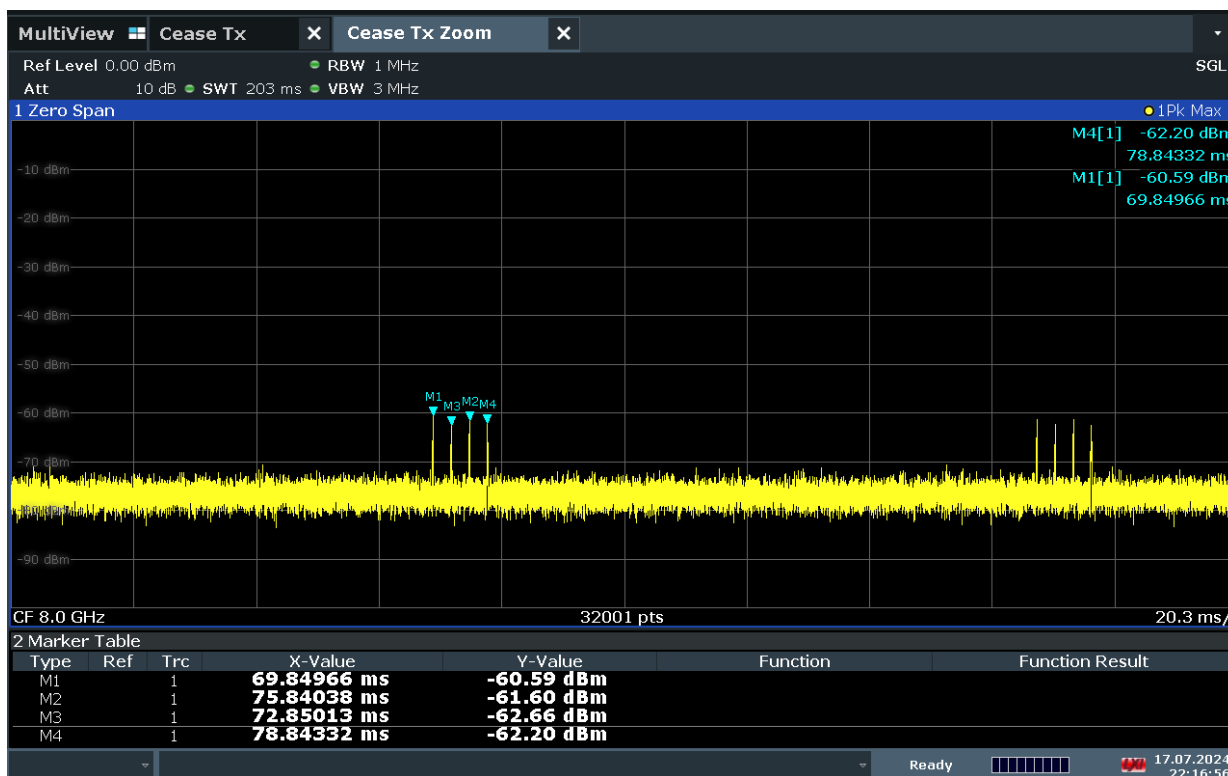 MultiView Cease Tx X Cease Tx Zoom X
Ref Level 0.00 dBm RBW 1 MHz SGL
Att 10 dB SWT 203 ms VBW 3 MHz
1 Zero Span 1Pk Max
M4[1] -62.20 dBm
78.84332 ms
-10 dBm
M1[1] -60.59 dBm
69.84966 ms
-20 dBm
-30 dBm
-40 dBm
-50 dBm
M1 M3 M2 M4
-60 dBm
-70 dBm
-90 dBm
CF 8.0 GHz 32001 pts 20.3 ms/
2 Marker Table
Type Ref Trc X-Value Y-Value Function Function Result
M1 1 69.84966 ms -60.59 dBm
M2 1 75.84038 ms -61.60 dBm
M3 1 72.85013 ms -62.66 dBm
M4 1 78.84332 ms -62.20 dBm
Ready 17.07.2024
22:16:56